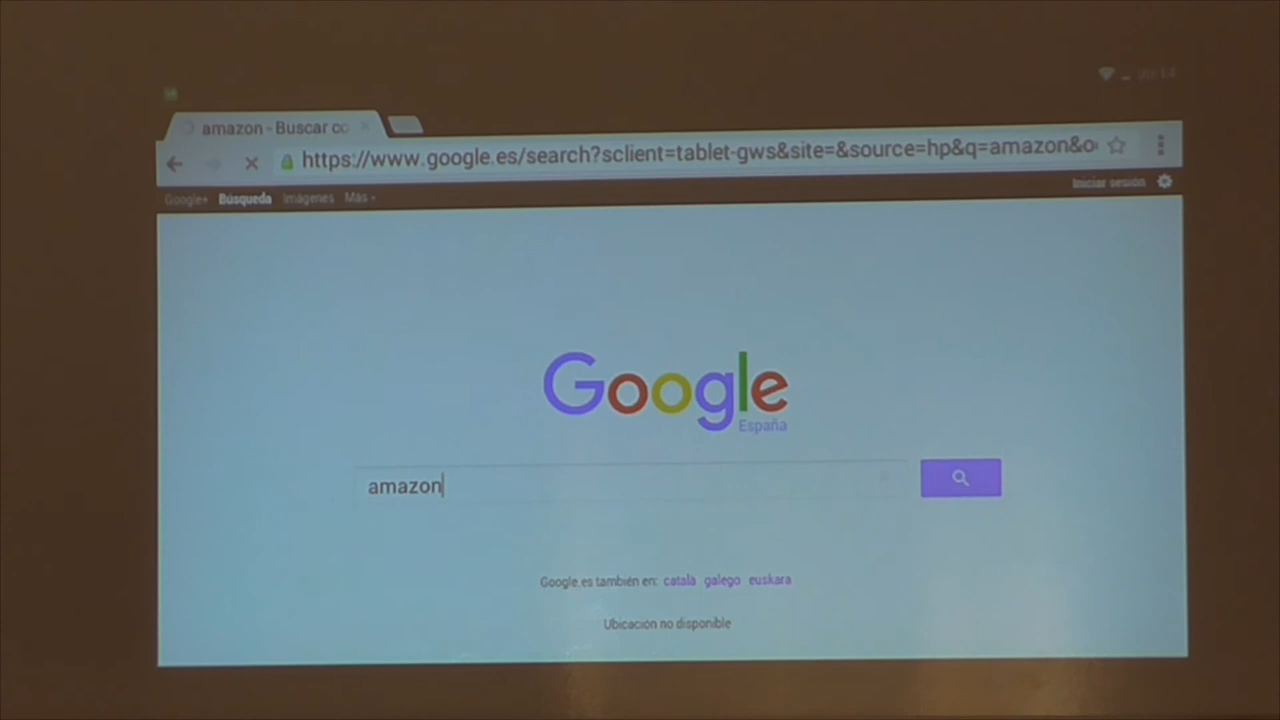 amazon - Buscar co
https://www.google.es/search?sclient=tablet-gws&site=&source=hp&q=amazon&o
Iniciar sesión
Google+ Búsqueda Imágenes Más
Google
España
amazon
Google.es también en: català galego euskara
Ubicación no disponible